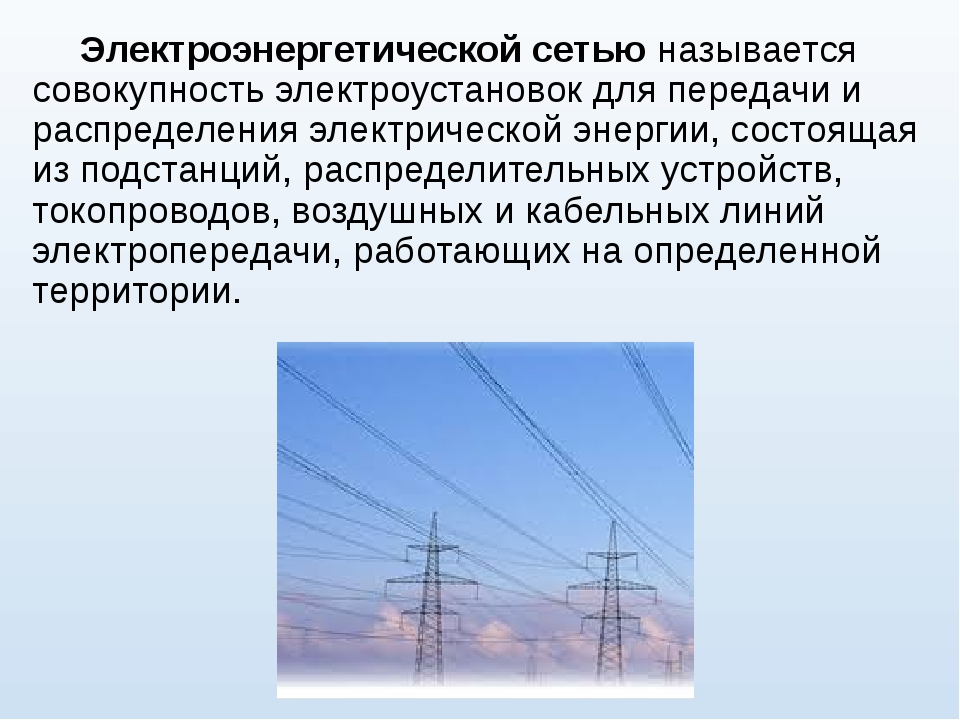 Электроэнергетической сетью называется
совокупность электроустановок для передачи и
распределения электрической энергии, состоящая
из подстанций, распределительных устройств,
токопроводов, воздушных и кабельных линий
электропередачи, работающих на определенной
территории.